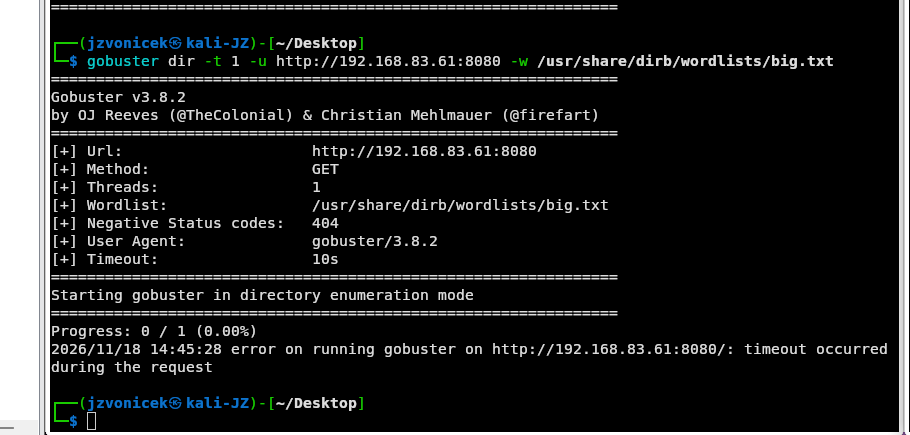 ===============================================================
┌──(jzvonicek㉿kali-JZ)-[~/Desktop]
└─$ gobuster dir -t 1 -u http://192.168.83.61:8080 -w /usr/share/dirb/wordlists/big.txt
===============================================================
Gobuster v3.8.2
by OJ Reeves (@TheColonial) & Christian Mehlmauer (@firefart)
===============================================================
[+] Url:                     http://192.168.83.61:8080
[+] Method:                  GET
[+] Threads:                 1
[+] Wordlist:                /usr/share/dirb/wordlists/big.txt
[+] Negative Status codes:   404
[+] User Agent:              gobuster/3.8.2
[+] Timeout:                 10s
===============================================================
Starting gobuster in directory enumeration mode
===============================================================
Progress: 0 / 1 (0.00%)
2026/11/18 14:45:28 error on running gobuster on http://192.168.83.61:8080/: timeout occurred
during the request
┌──(jzvonicek㉿kali-JZ)-[~/Desktop]
└─$